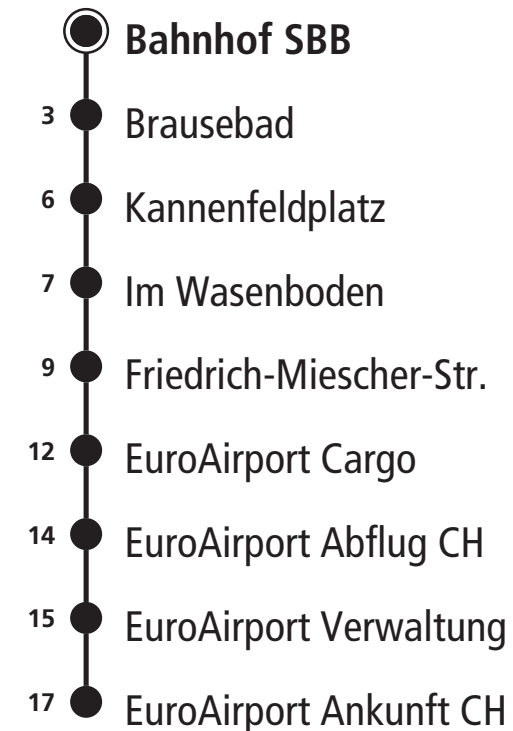 Bahnhof SBB
3 Brausebad
6 Kannenfeldplatz
7 Im Wasenboden
9 Friedrich-Miescher-Str.
12 EuroAirport Cargo
14 EuroAirport Abflug CH
15 EuroAirport Verwaltung
17 EuroAirport Ankunft CH